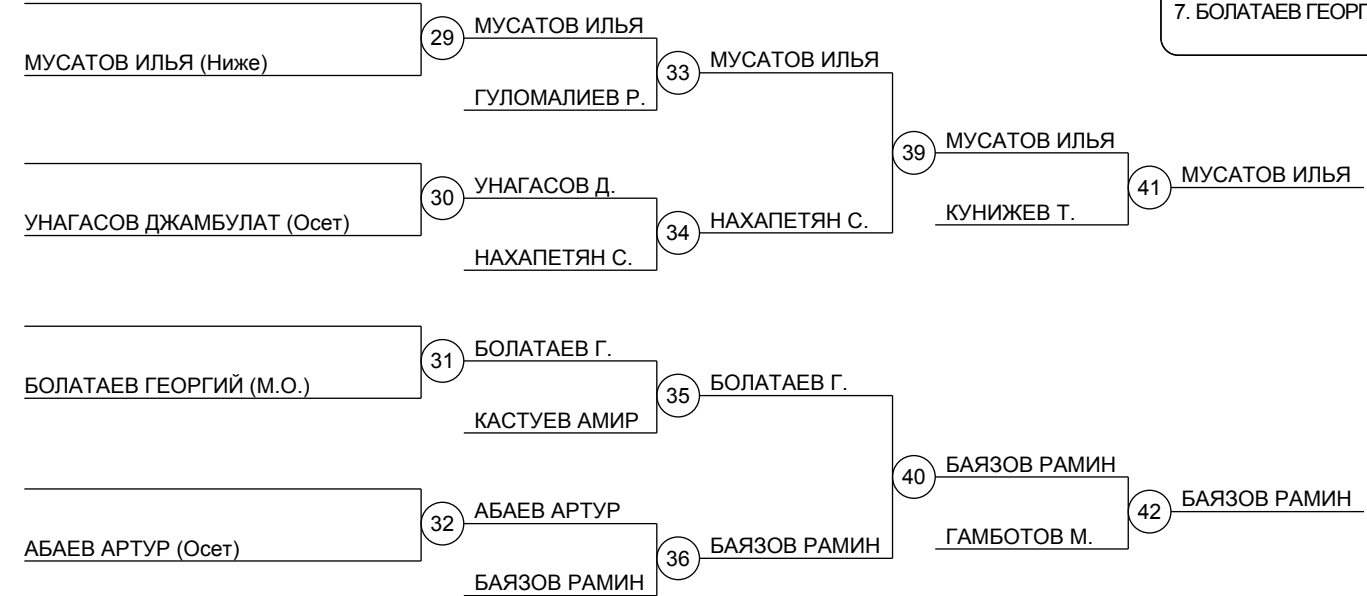 7. БОЛАТАЕВ ГЕОРГ
29
МУСАТОВ ИЛЬЯ
МУСАТОВ ИЛЬЯ (Ниже)
33
МУСАТОВ ИЛЬЯ
ГУЛОМАЛИЕВ Р.
39
МУСАТОВ ИЛЬЯ
41
МУСАТОВ ИЛЬЯ
30
УНАГАСОВ Д.
УНАГАСОВ ДЖАМБУЛАТ (Осет)
КУНИЖЕВ Т.
34
НАХАПЕТЯН С.
НАХАПЕТЯН С.
31
БОЛАТАЕВ Г.
БОЛАТАЕВ ГЕОРГИЙ (М.О.)
35
БОЛАТАЕВ Г.
КАСТУЕВ АМИР
40
БАЯЗОВ РАМИН
42
БАЯЗОВ РАМИН
32
АБАЕВ АРТУР
АБАЕВ АРТУР (Осет)
ГАМБОТОВ М.
36
БАЯЗОВ РАМИН
БАЯЗОВ РАМИН